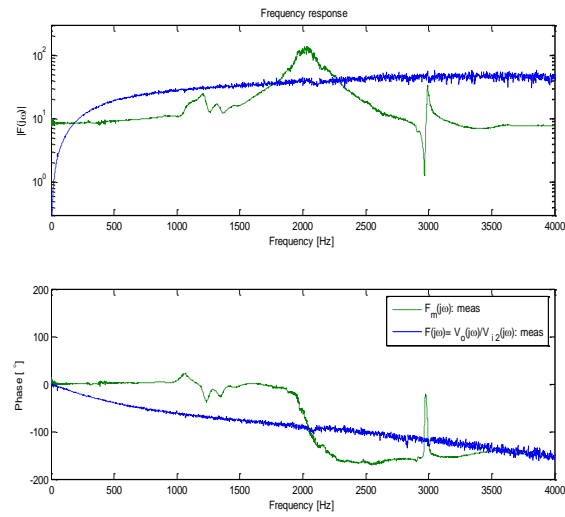 Frequency response
|F(jω)|
10^2
10^1
10^0
0 500 1000 1500 2000 2500 3000 3500 4000
Frequency [Hz]
Phase [ °]
200
100
0
-100
-200
F_m(jω): meas
F(jω)= V_o(jω)/V_i2(jω): meas
0 500 1000 1500 2000 2500 3000 3500 4000
Frequency [Hz]